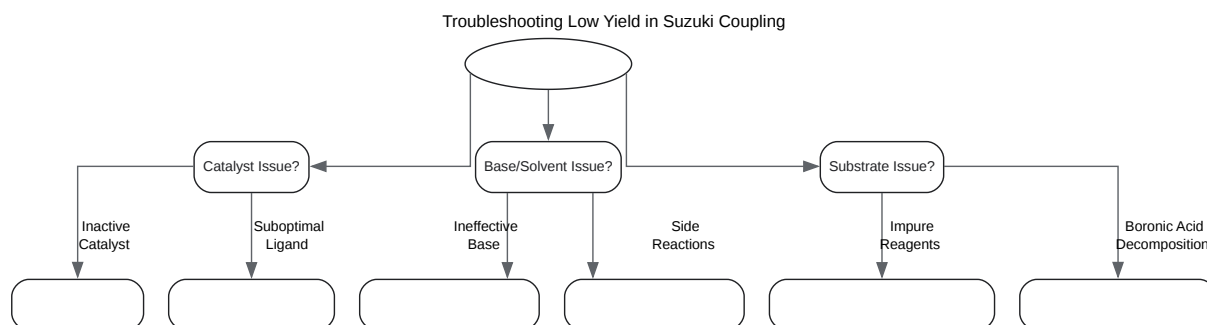 Troubleshooting Low Yield in Suzuki Coupling
Catalyst Issue?
Base/Solvent Issue?
Substrate Issue?
Inactive
Catalyst
Suboptimal
Ligand
Ineffective
Base
Side
Reactions
Impure
Reagents
Boronic Acid
Decomposition